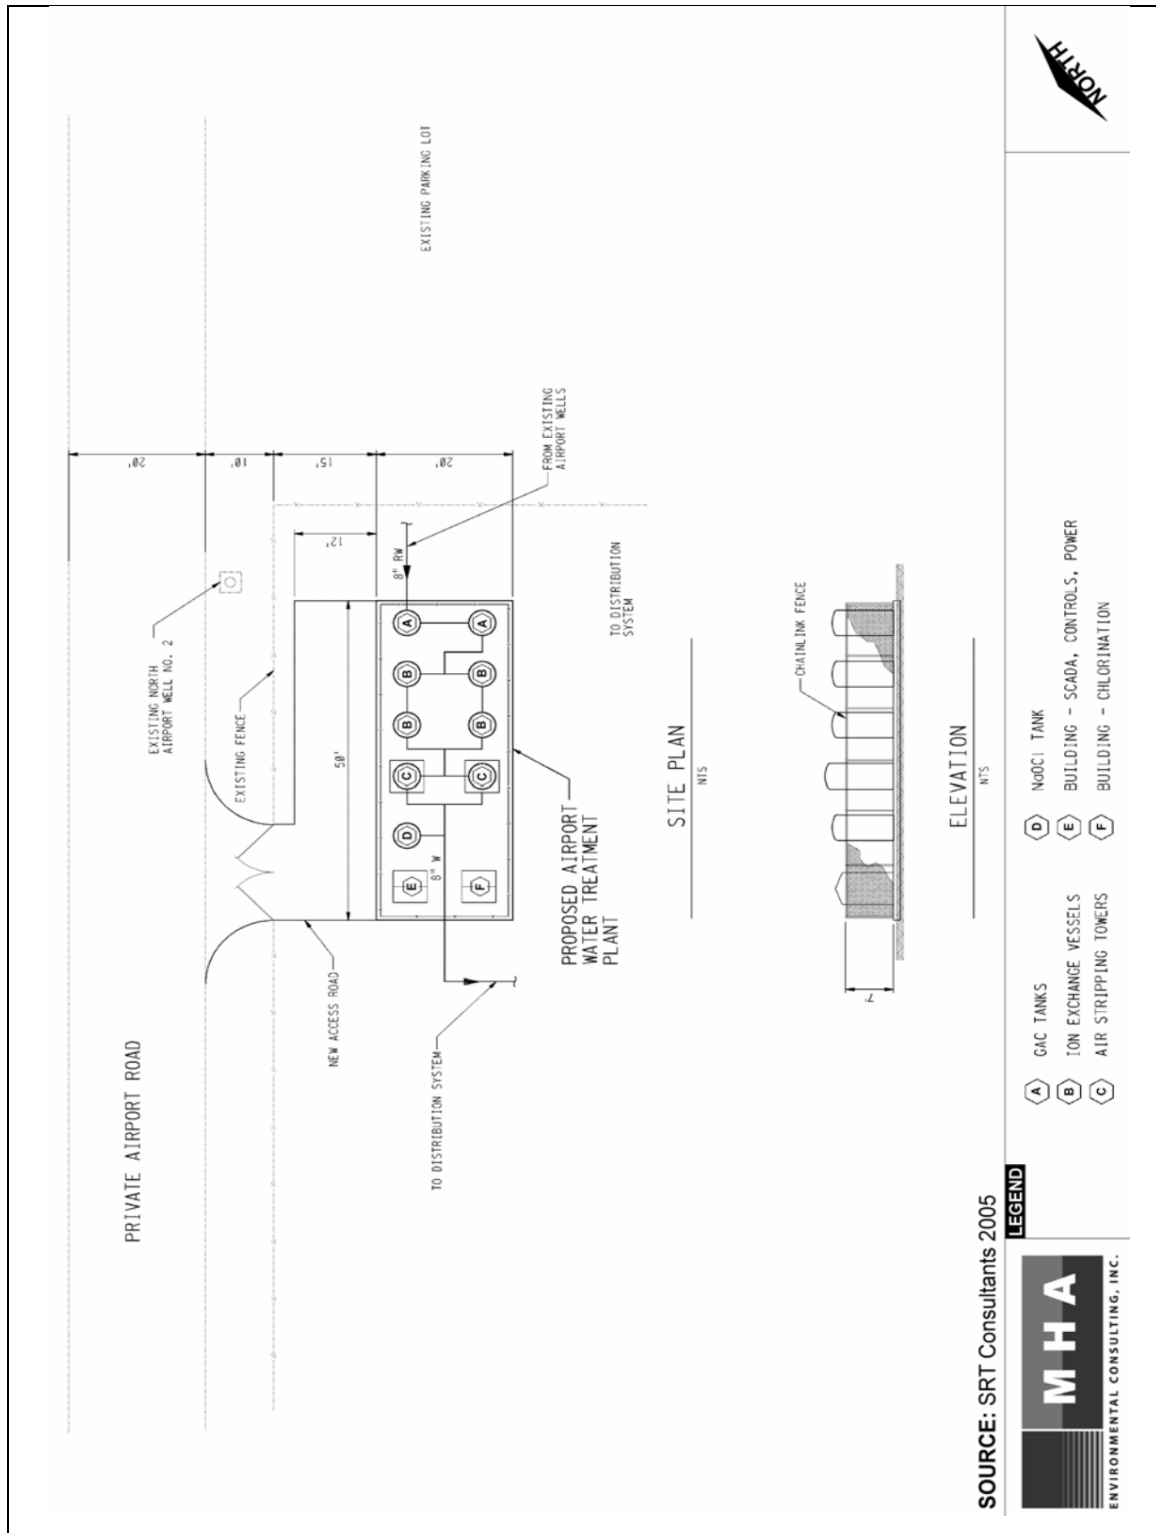 PRIVATE AIRPORT ROAD
EXISTING NORTH
AIRPORT WELL NO. 2
EXISTING FENCE
EXISTING PARKING LOT
20'
10'
15'
20'
12'
50'
NEW ACCESS ROAD
8" RW
FROM EXISTING
AIRPORT WELLS
A
A
B
B
B
B
C
C
D
E
F
8" W
TO DISTRIBUTION SYSTEM
PROPOSED AIRPORT
WATER TREATMENT
PLANT
TO DISTRIBUTION
SYSTEM
SITE PLAN
NTS
CHAINLINK FENCE
7'
ELEVATION
NTS
SOURCE: SRT Consultants 2005
LEGEND
A GAC TANKS
B ION EXCHANGE VESSELS
C AIR STRIPPING TOWERS
D NaOCl TANK
E BUILDING - SCADA, CONTROLS, POWER
F BUILDING - CHLORINATION
NORTH
MHA
ENVIRONMENTAL CONSULTING, INC.